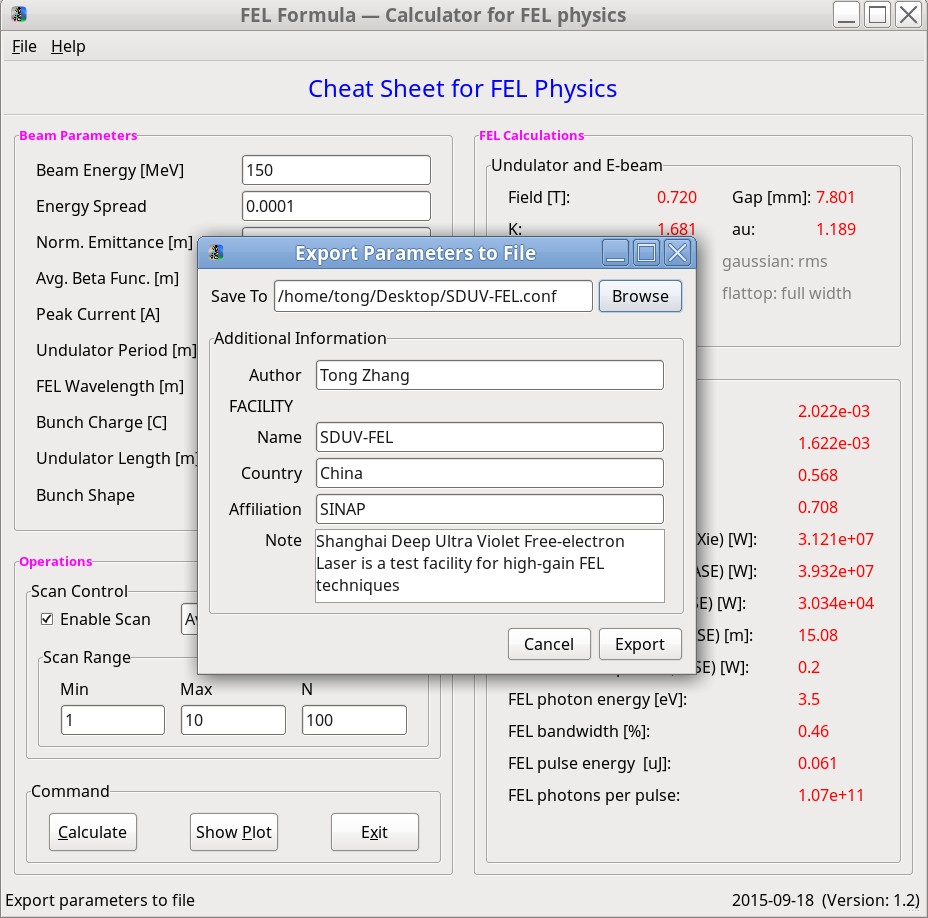 FEL Formula — Calculator for FEL physics
File Help
Cheat Sheet for FEL Physics
Beam Parameters
Beam Energy [MeV] 150
Energy Spread 0.0001
Norm. Emittance [m]
Avg. Beta Func. [m]
Peak Current [A]
Undulator Period [m]
FEL Wavelength [m]
Bunch Charge [C]
Undulator Length [m]
Bunch Shape
Operations
Scan Control
Enable Scan
Scan Range
Min Max N
1 10 100
Command
Calculate Show Plot Exit
FEL Calculations
Undulator and E-beam
Field [T]: 0.720 Gap [mm]: 7.801
K: 1.681 au: 1.189
gaussian: rms
flattop: full width
2.022e-03
1.622e-03
0.568
0.708
Xie) [W]: 3.121e+07
ASE) [W]: 3.932e+07
SE) [W]: 3.034e+04
SE) [m]: 15.08
SE) [W]: 0.2
FEL photon energy [eV]: 3.5
FEL bandwidth [%]: 0.46
FEL pulse energy [uJ]: 0.061
FEL photons per pulse: 1.07e+11
Export Parameters to File
Save To /home/tong/Desktop/SDUV-FEL.conf Browse
Additional Information
Author Tong Zhang
FACILITY
Name SDUV-FEL
Country China
Affiliation SINAP
Note Shanghai Deep Ultra Violet Free-electron
Laser is a test facility for high-gain FEL
techniques
Cancel Export
Export parameters to file 2015-09-18 (Version: 1.2)